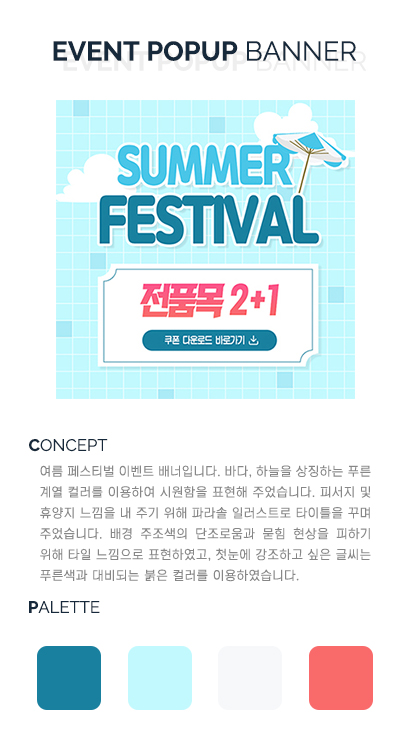 EVENT POPUP BANNER
SUMMER
FESTIVAL
전품목 2+1
쿠폰 다운로드 바로가기
CONCEPT
여름 페스티벌 이벤트 배너입니다. 바다, 하늘을 상징하는 푸른
계열 컬러를 이용하여 시원함을 표현해 주었습니다. 피서지 및
휴양지 느낌을 내 주기 위해 파라솔 일러스트로 타이틀을 꾸며
주었습니다. 배경 주조색의 단조로움과 묻힘 현상을 피하기
위해 타일 느낌으로 표현하였고, 첫눈에 강조하고 싶은 글씨는
푸른색과 대비되는 붉은 컬러를 이용하였습니다.
PALETTE